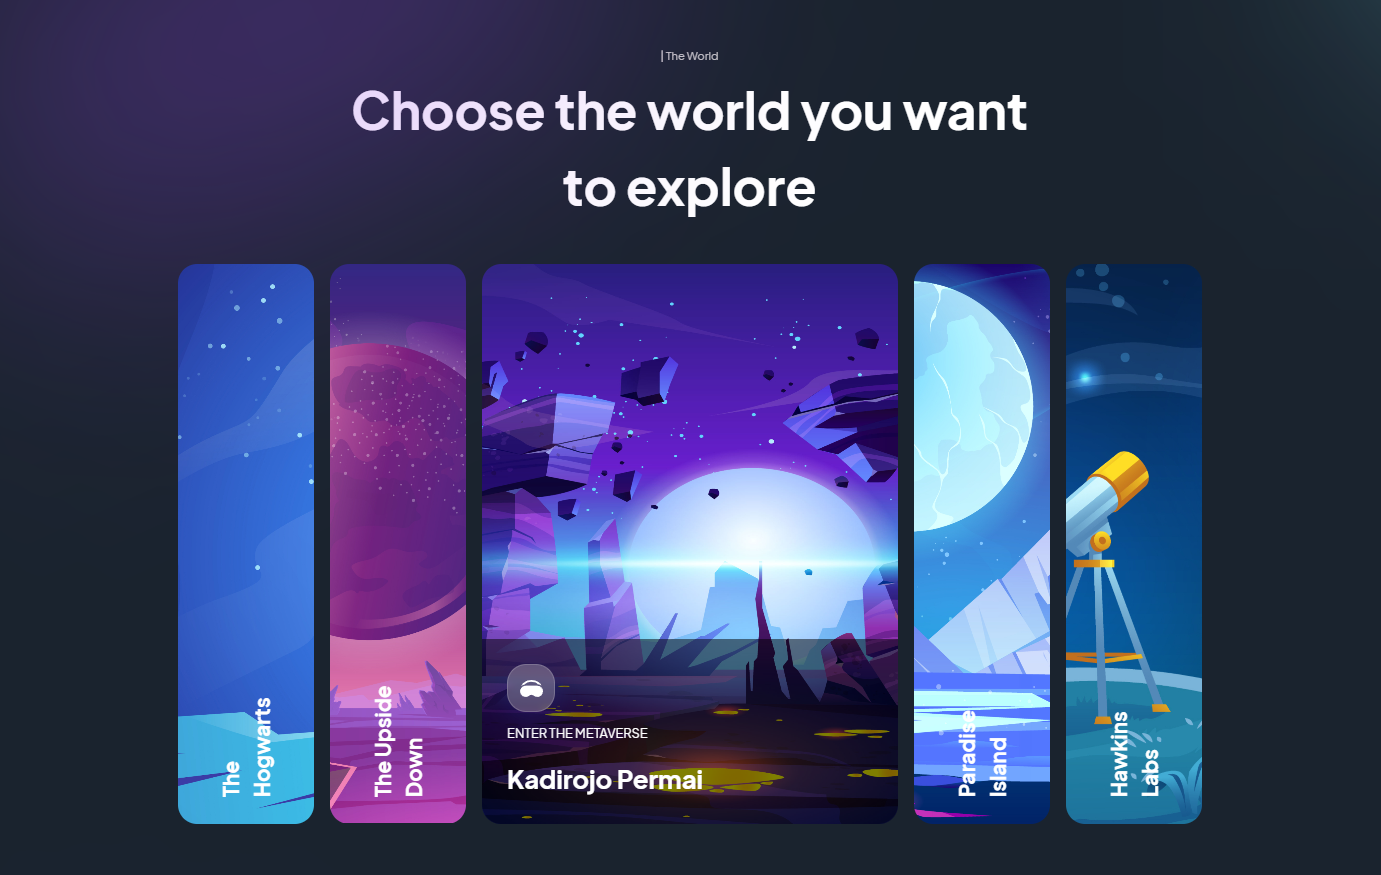 | The World
Choose the world you want
to explore
The
Hogwarts
The Upside
Down
ENTER THE METAVERSE
Kadirojo Permai
Paradise
Island
Hawkins
Labs